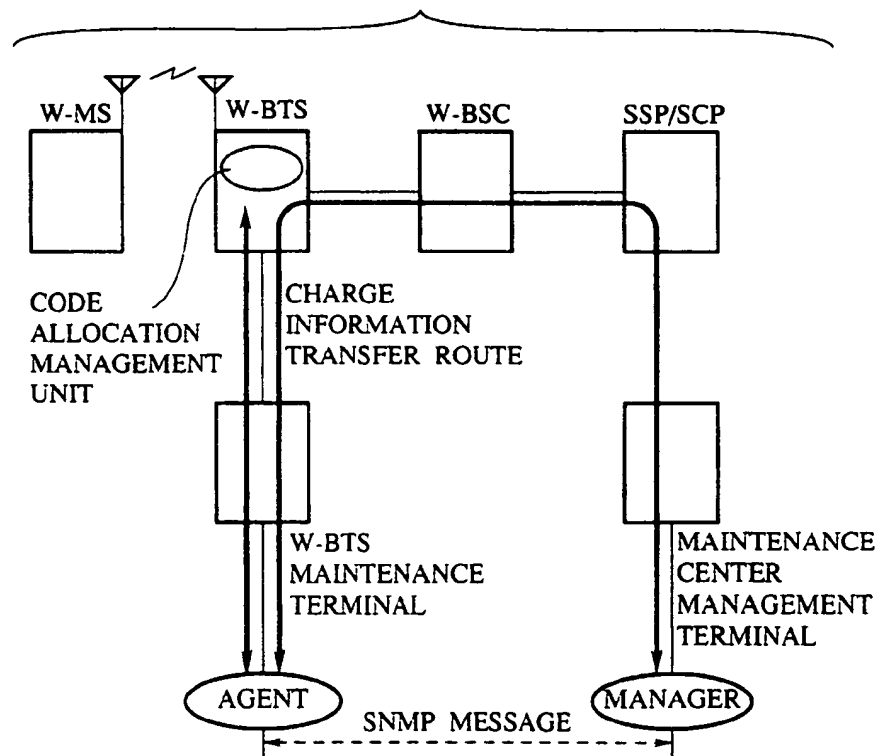 W-MS
W-BTS
W-BSC
SSP/SCP
CODE
ALLOCATION
MANAGEMENT
UNIT
CHARGE
INFORMATION
TRANSFER ROUTE
W-BTS
MAINTENANCE
TERMINAL
MAINTENANCE
CENTER
MANAGEMENT
TERMINAL
AGENT
MANAGER
SNMP MESSAGE